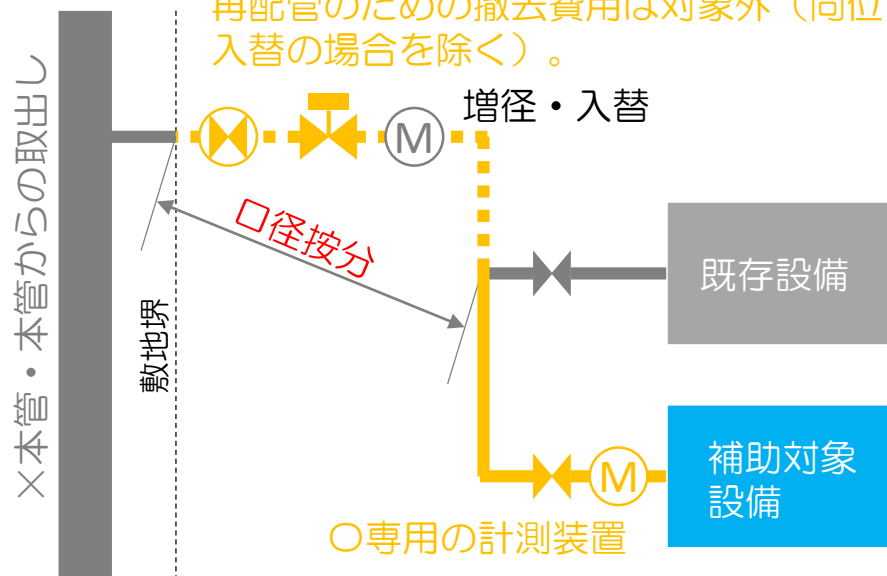 再配管のための撤去費用は対象外（同位
入替の場合を除く）。
×本管・本管からの取出し
増径・入替
M
口径按分
敷地堺
既存設備
補助対象
設備
M
〇専用の計測装置